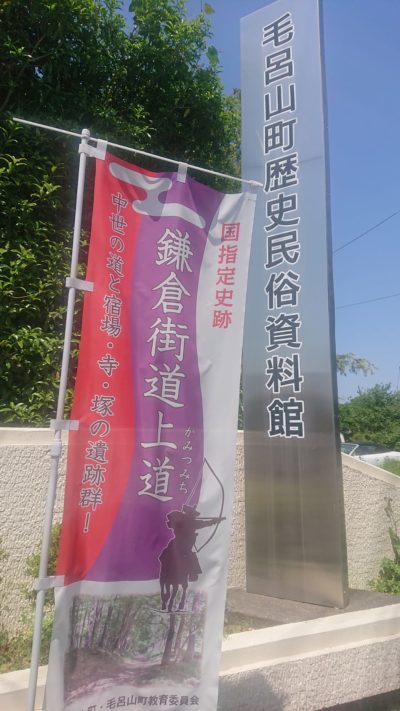 毛呂山町歴史民俗資料館
国指定史跡
鎌倉街道上道
かみつみち
中世の道と宿場・寺・塚の遺跡群！
町・毛呂山町教育委員会